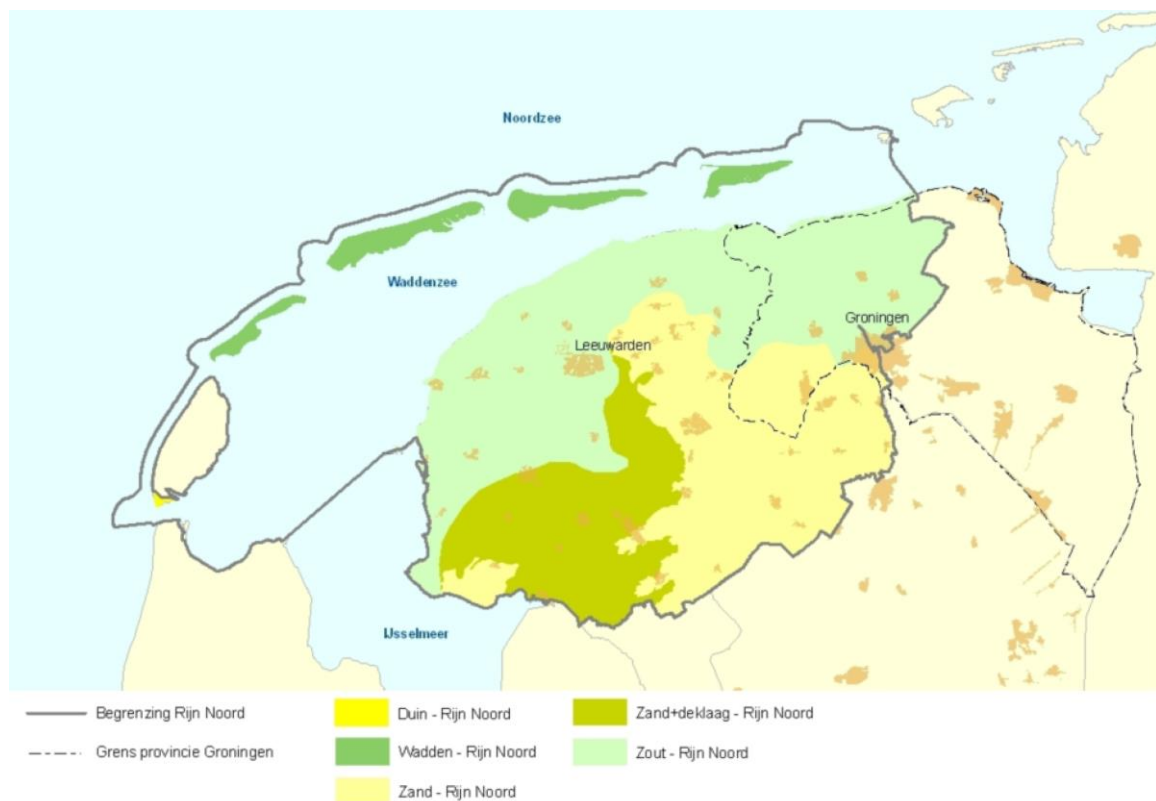 Noordzee
Waddenzee
Groningen
Leeuwarden
IJsselmeer
Begrenzing Rijn Noord
Duin - Rijn Noord
Zand+deklaag - Rijn Noord
Grens provincie Groningen
Wadden - Rijn Noord
Zout - Rijn Noord
Zand - Rijn Noord